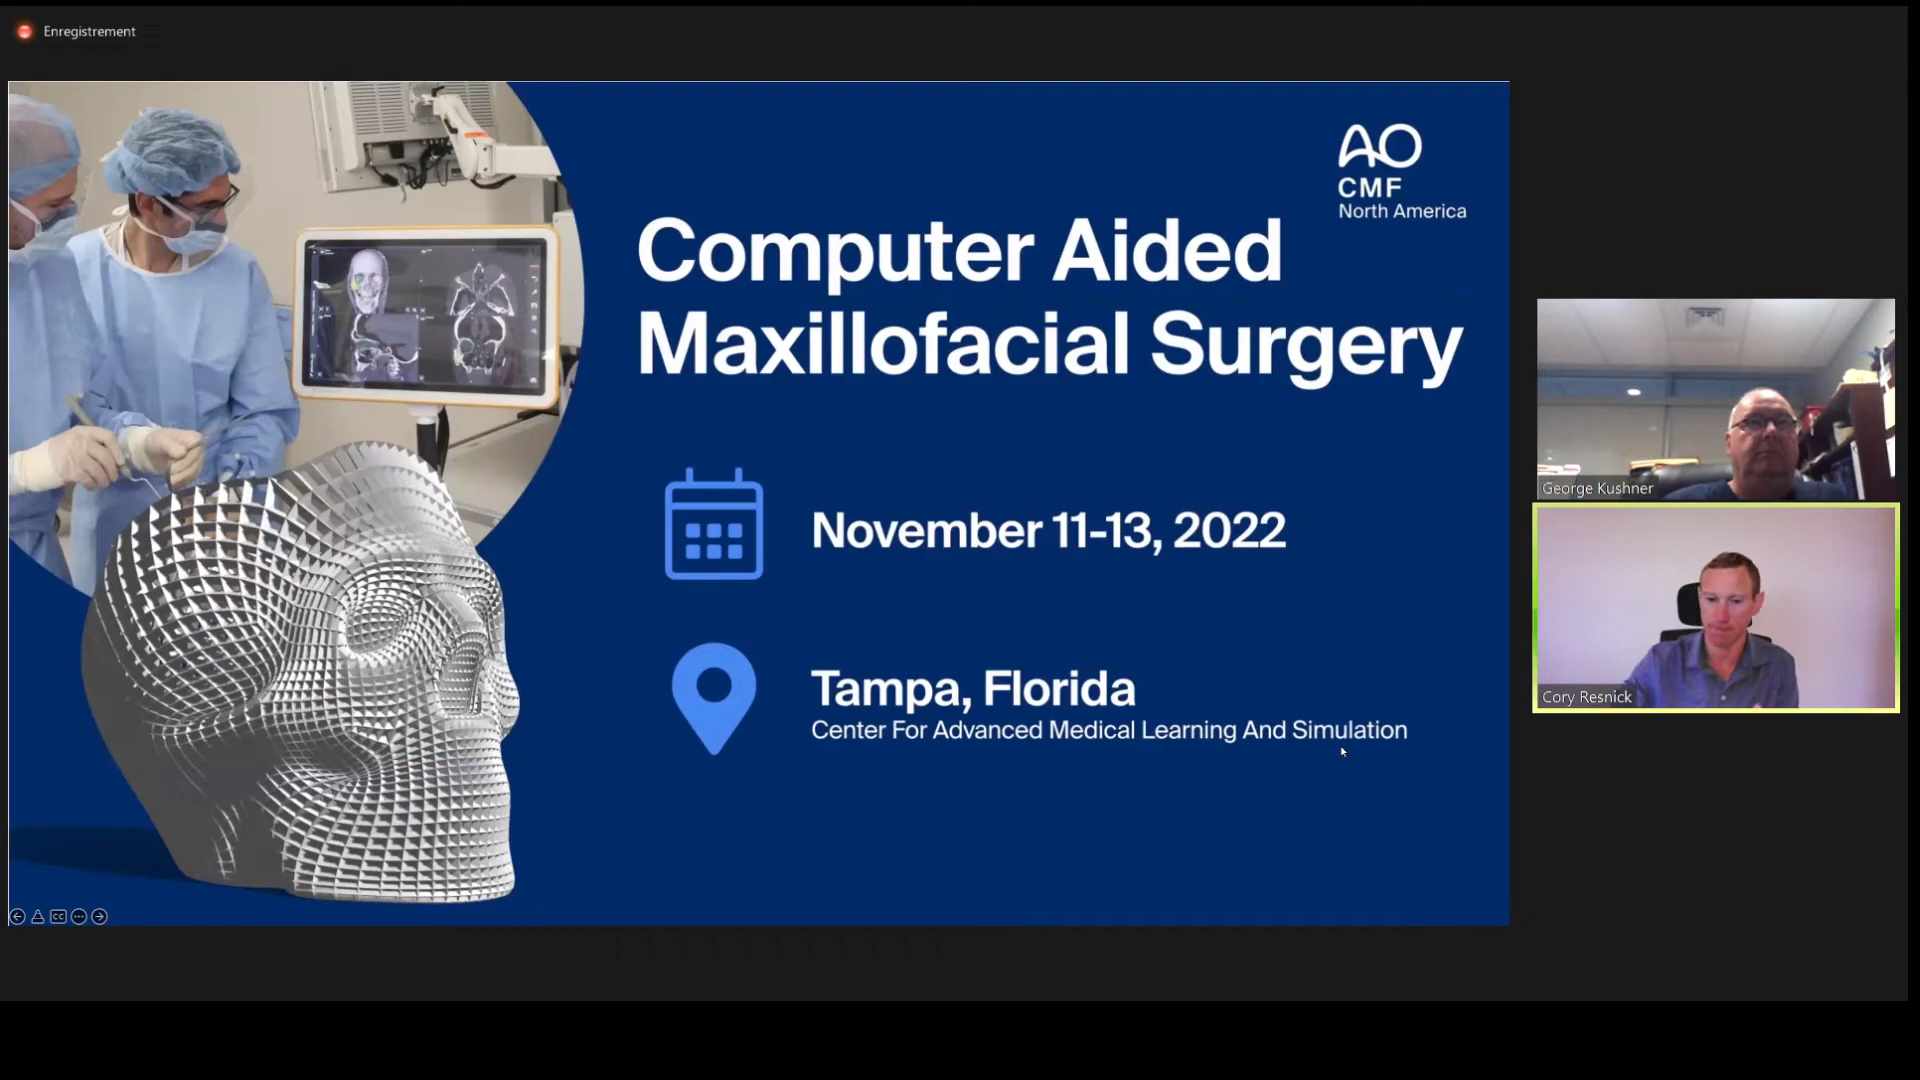 Enregistrement
AO
CMF
North America
Computer Aided
Maxillofacial Surgery
November 11-13, 2022
Tampa, Florida
Center For Advanced Medical Learning And Simulation
George Kushner
Cory Resnick
CC